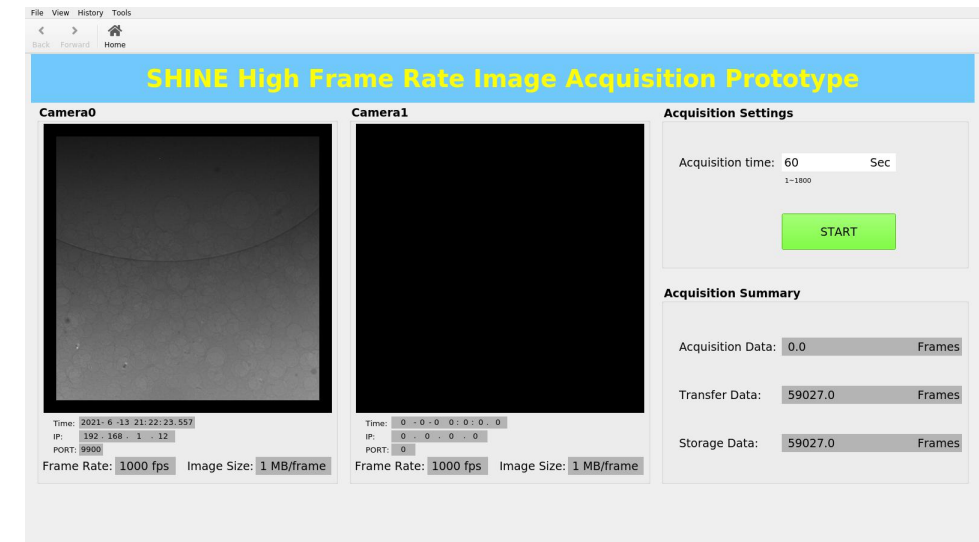 File View History Tools
Back Forward Home
SHINE High Frame Rate Image Acquisition Prototype
Camera0
Time: 2021- 6 -13 21:22:23.557
IP: 192 . 168 . 1 . 12
PORT: 9900
Frame Rate: 1000 fps Image Size: 1 MB/frame
Camera1
Time: 0 - 0 - 0 0 : 0 : 0 . 0
IP: 0 . 0 . 0 . 0
PORT: 0
Frame Rate: 1000 fps Image Size: 1 MB/frame
Acquisition Settings
Acquisition time: 60 Sec
1~1800
START
Acquisition Summary
Acquisition Data: 0.0 Frames
Transfer Data: 59027.0 Frames
Storage Data: 59027.0 Frames